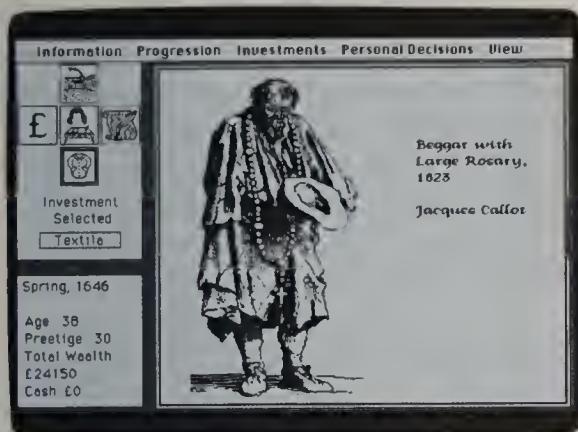 Information Progression Investments Personal Decisions View
£
Investment
Selected
Textile
Spring, 1646
Age 38
Prestige 30
Total Wealth
£24150
Cash £0
Beggar with
Large Rosary,
1623
Jacques Callot